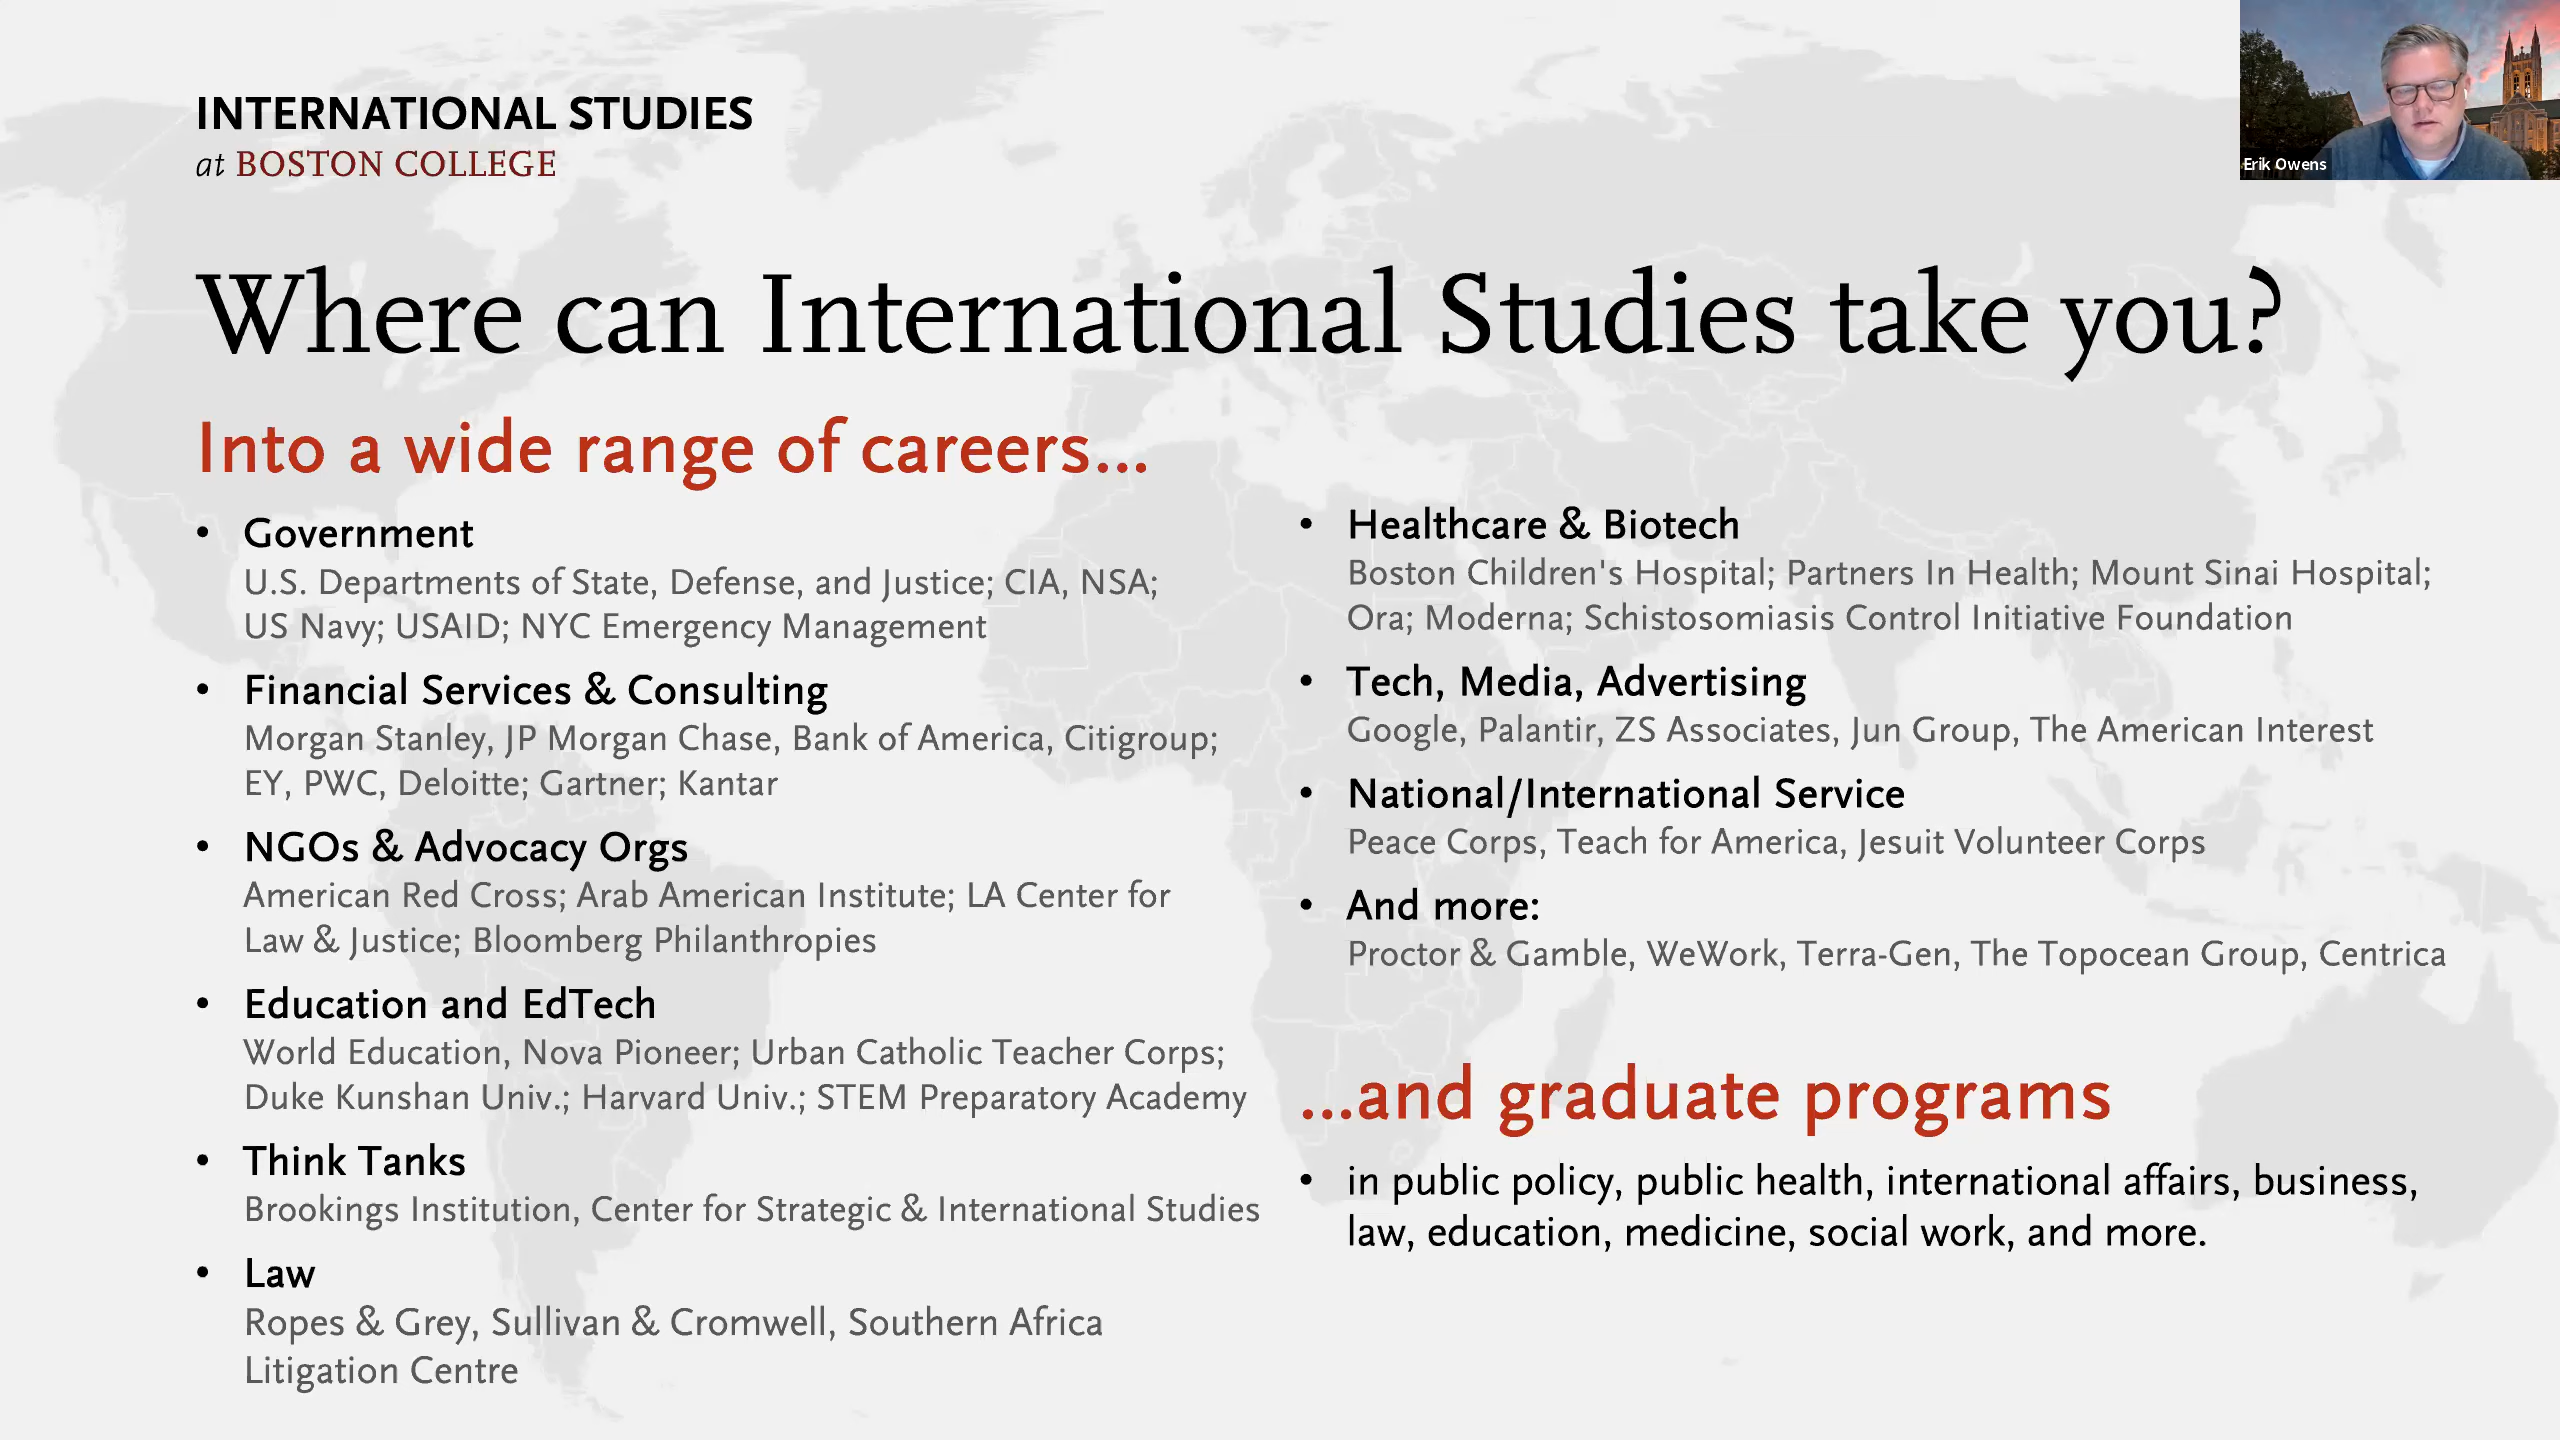 INTERNATIONAL STUDIES
at BOSTON COLLEGE
Erik Owens
Where can International Studies take you?
Into a wide range of careers...
• Government
U.S. Departments of State, Defense, and Justice; CIA, NSA;
US Navy; USAID; NYC Emergency Management
• Financial Services & Consulting
Morgan Stanley, JP Morgan Chase, Bank of America, Citigroup;
EY, PWC, Deloitte; Gartner; Kantar
• NGOs & Advocacy Orgs
American Red Cross; Arab American Institute; LA Center for
Law & Justice; Bloomberg Philanthropies
• Education and EdTech
World Education, Nova Pioneer; Urban Catholic Teacher Corps;
Duke Kunshan Univ.; Harvard Univ.; STEM Preparatory Academy
• Think Tanks
Brookings Institution, Center for Strategic & International Studies
• Law
Ropes & Grey, Sullivan & Cromwell, Southern Africa
Litigation Centre
• Healthcare & Biotech
Boston Children's Hospital; Partners In Health; Mount Sinai Hospital;
Ora; Moderna; Schistosomiasis Control Initiative Foundation
• Tech, Media, Advertising
Google, Palantir, ZS Associates, Jun Group, The American Interest
• National/International Service
Peace Corps, Teach for America, Jesuit Volunteer Corps
• And more:
Proctor & Gamble, WeWork, Terra-Gen, The Topocean Group, Centrica
...and graduate programs
• in public policy, public health, international affairs, business,
law, education, medicine, social work, and more.